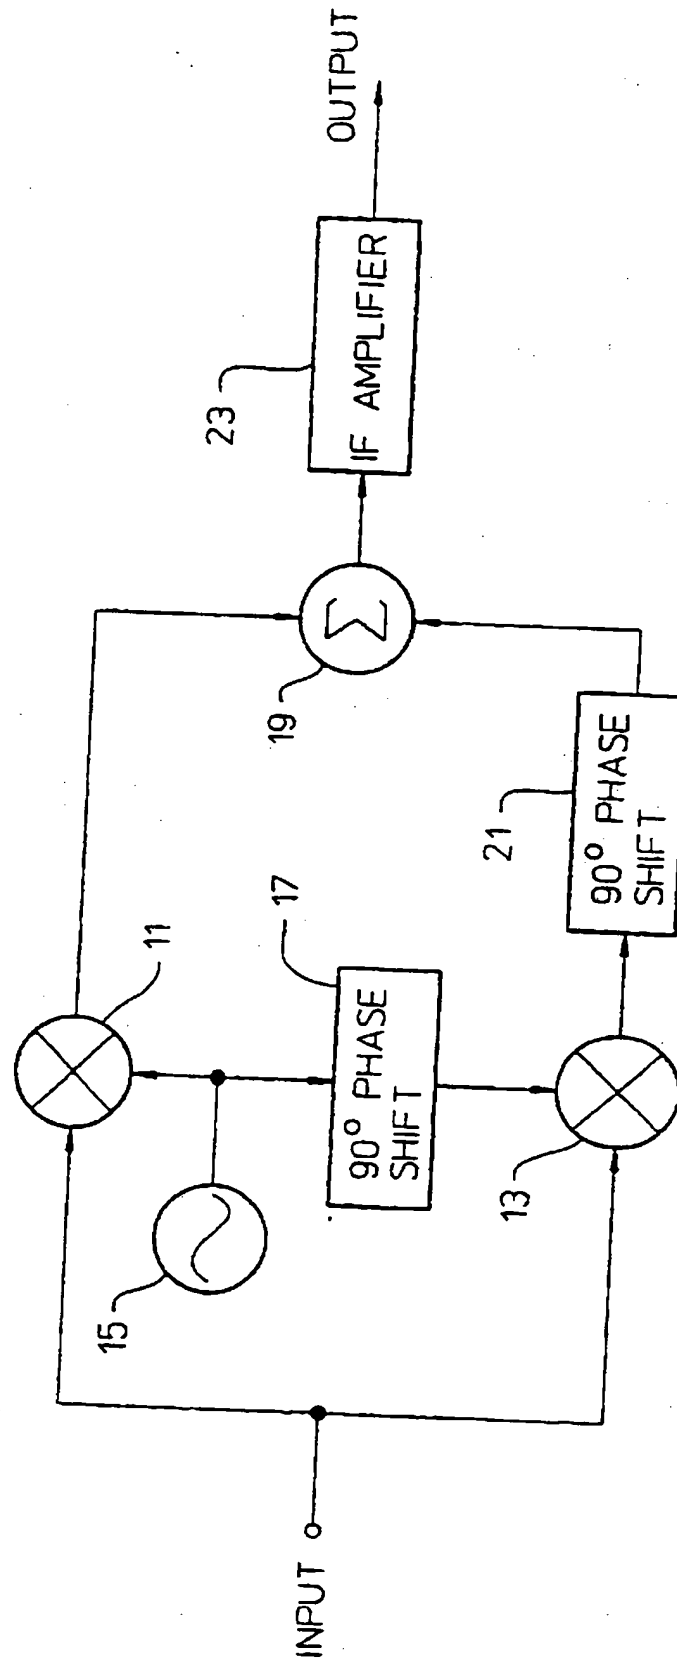 INPUT
15
11
17
90° PHASE
SHIFT
13
21
90° PHASE
SHIFT
19
Σ
23
IF AMPLIFIER
OUTPUT